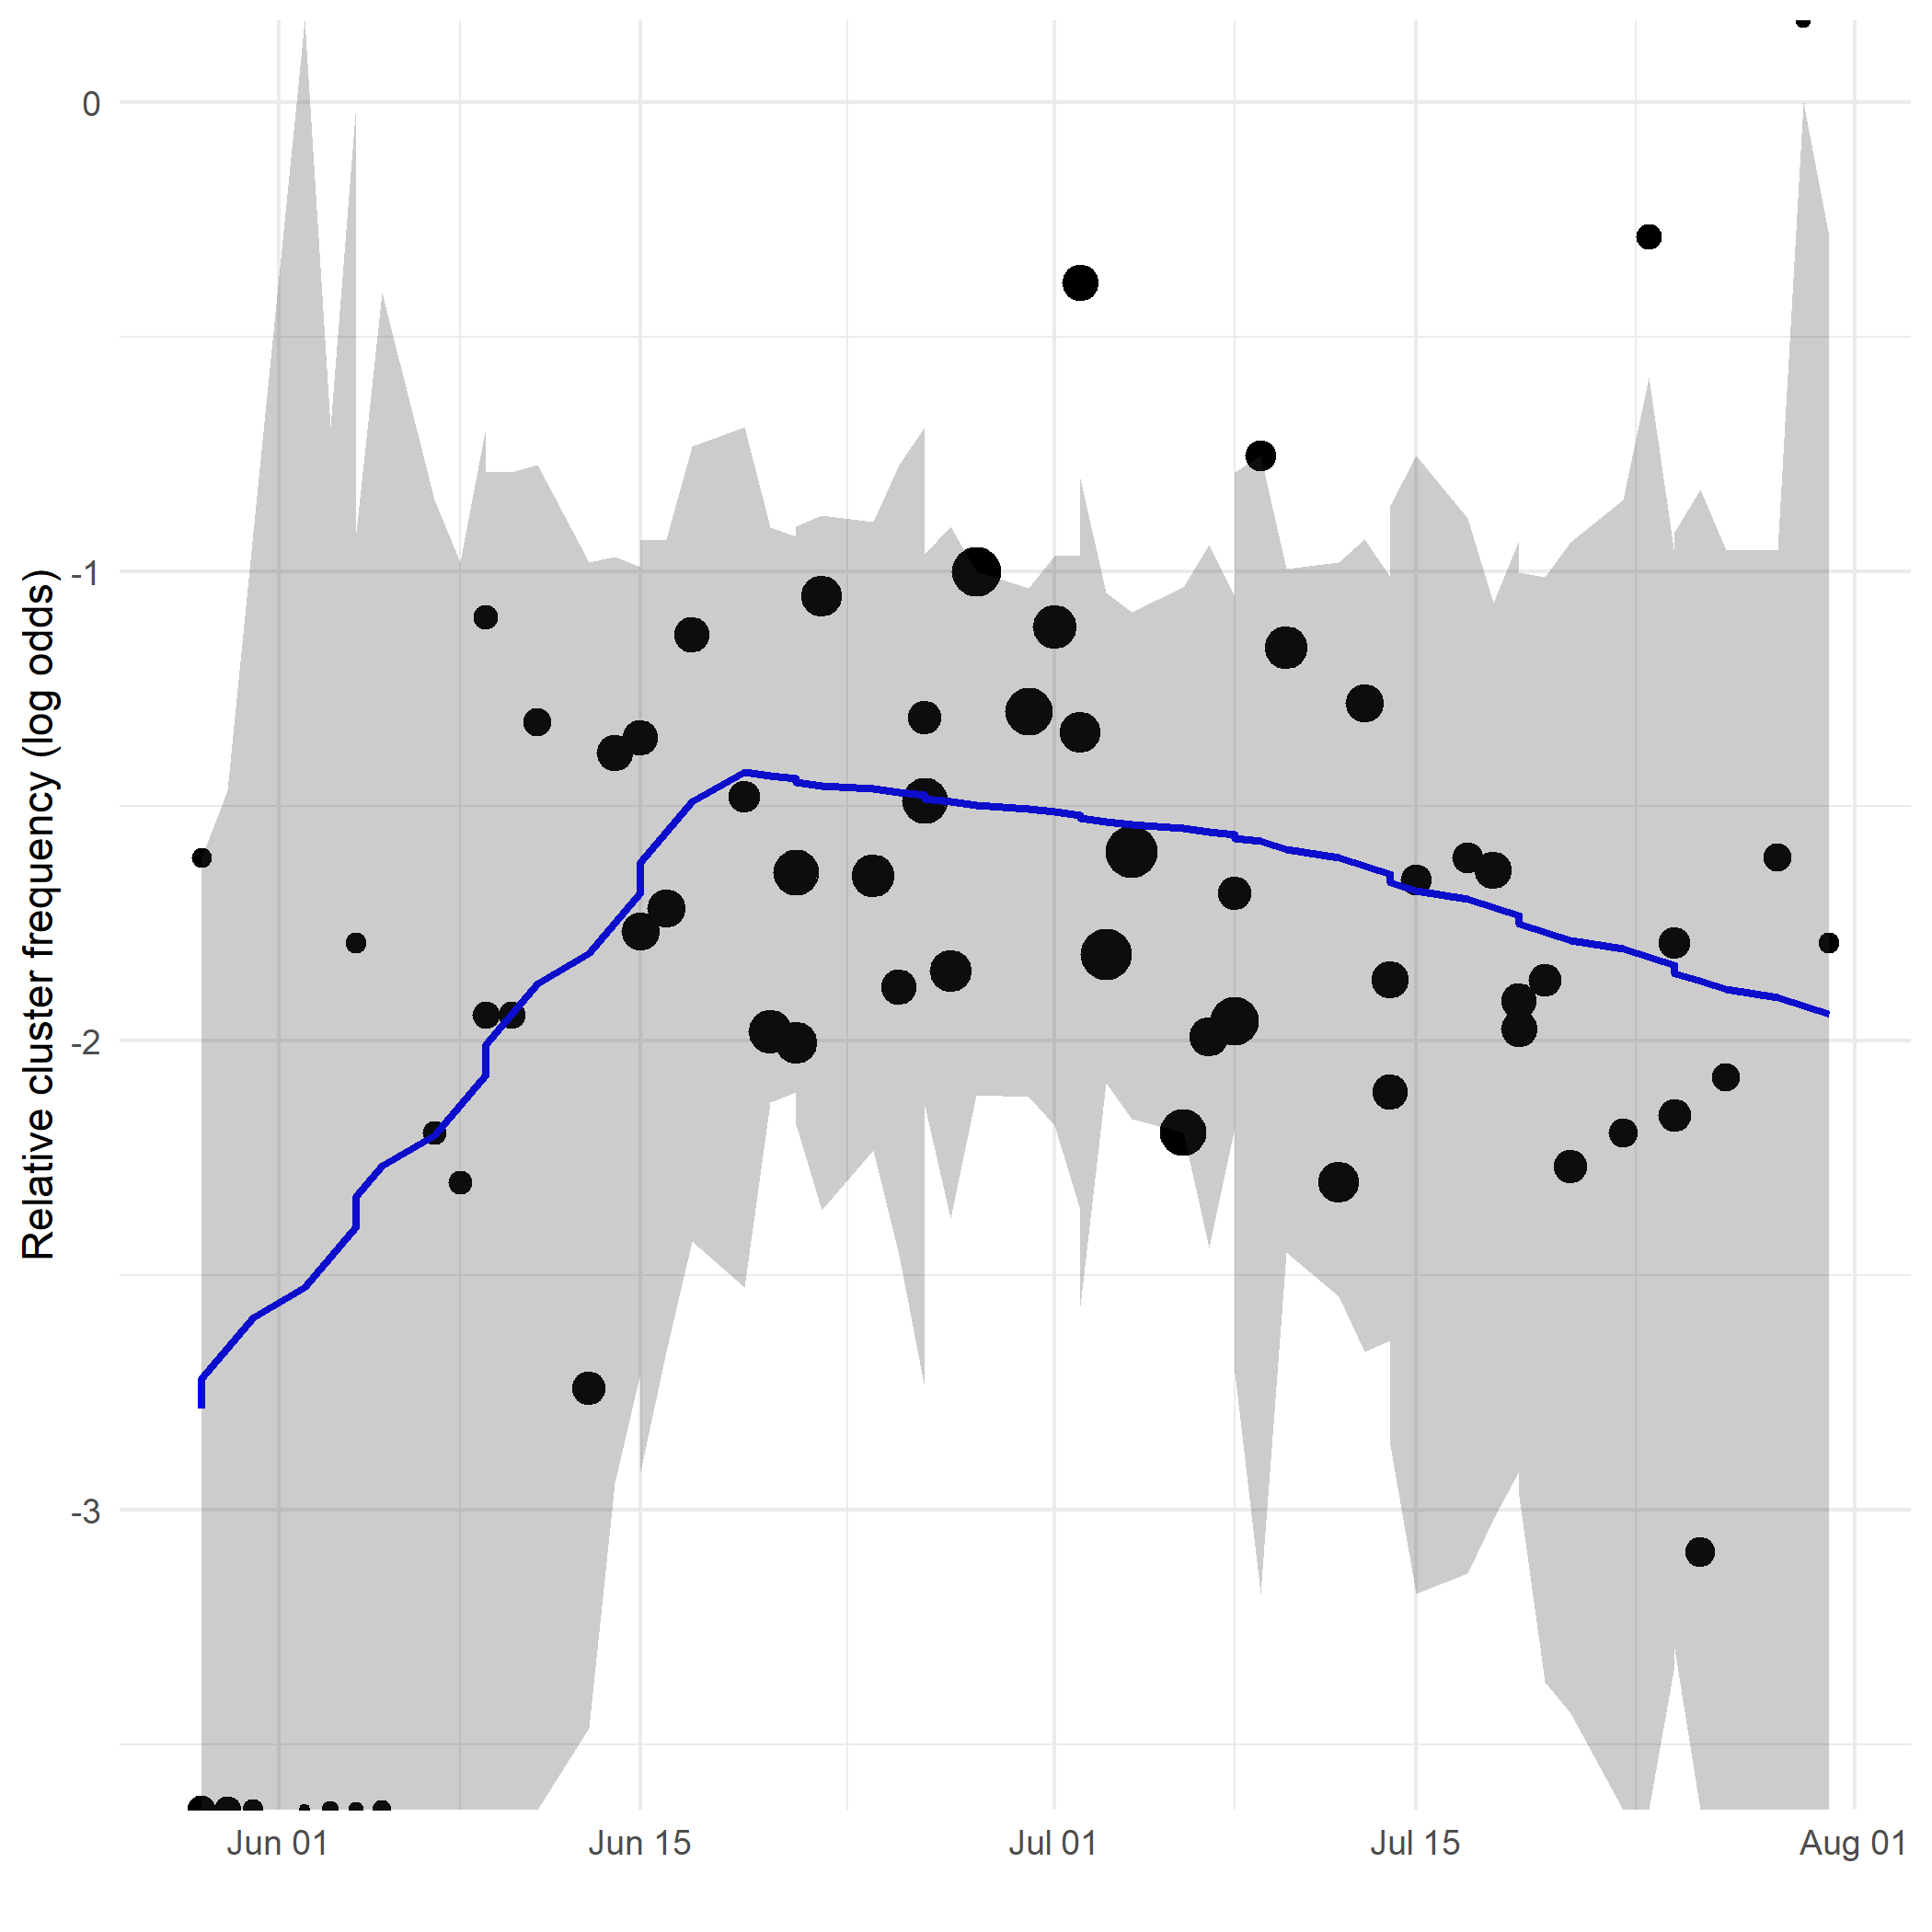 Relative cluster frequency (log odds)
0
-1
-2
-3
Jun 01
Jun 15
Jul 01
Jul 15
Aug 01